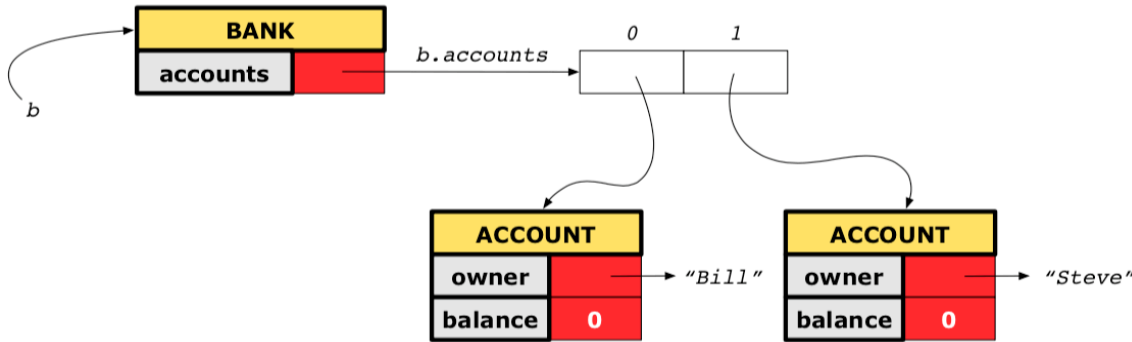 BANK
accounts
b
b.accounts
0 1
ACCOUNT
owner “Bill”
balance 0
ACCOUNT
owner “Steve”
balance 0